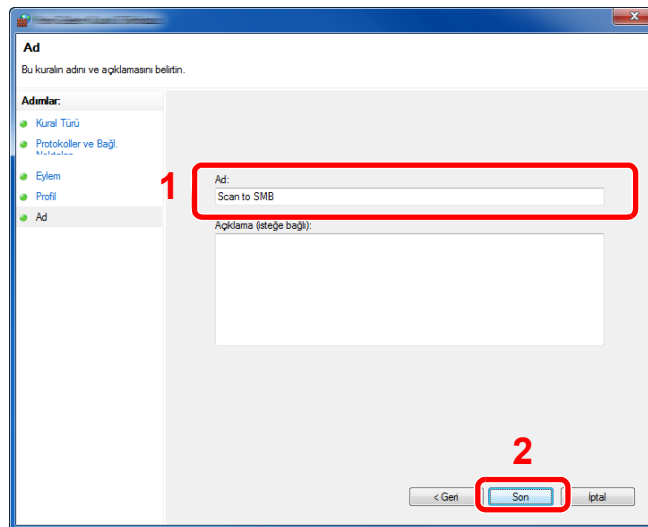 Ad
Bu kuralın adını ve açıklamasını belirtin.
Adımlar:
Kural Türü
Protokoller ve Bağl.
Eylem
Profil
Ad
1
Ad:
Scan to SMB
Açıklama (isteğe bağlı):
2
< Geri
Son
İptal